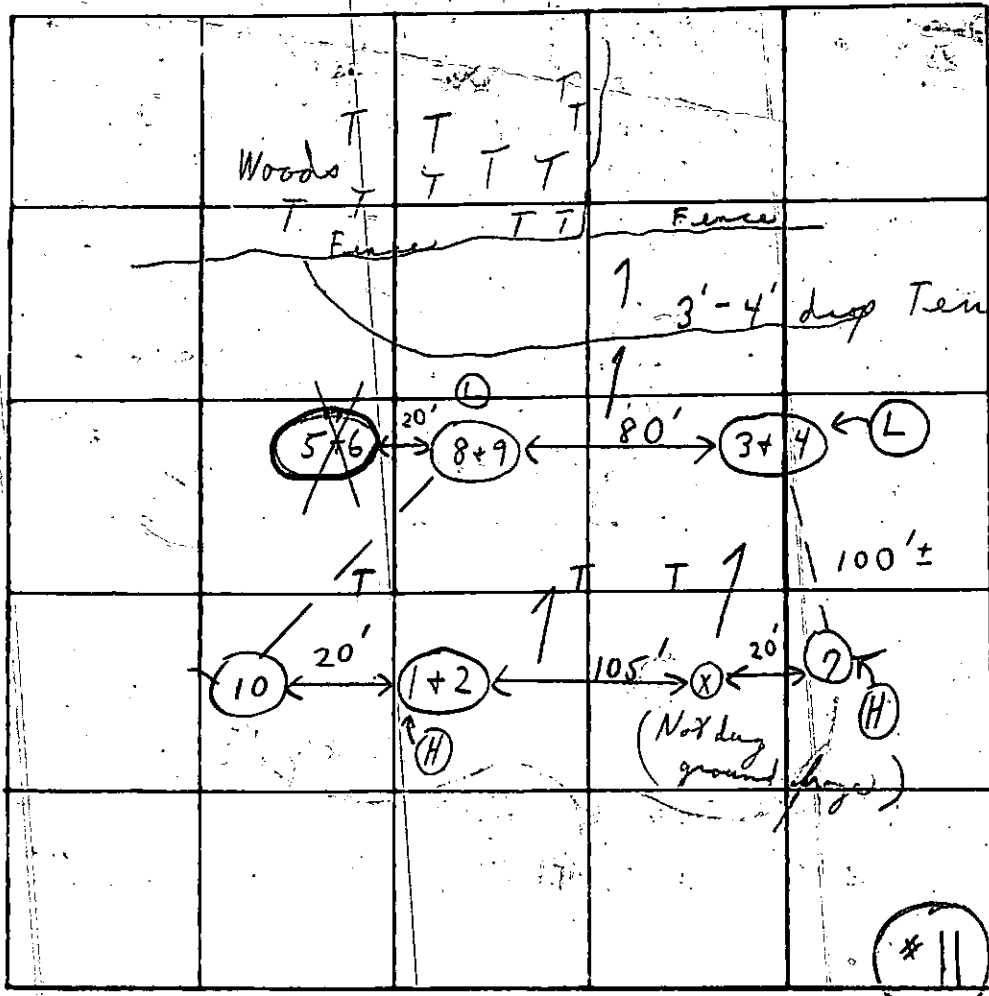 T
T
T T
Woods T T T
T T
Fence T T Fence
3'-4' drop Ten
L
5+6 20' 8+9 80' 3+4 L
100'±
T T T
10 20' 1+2 105' X 20' 7
H H
(Not dug
ground)
# 11